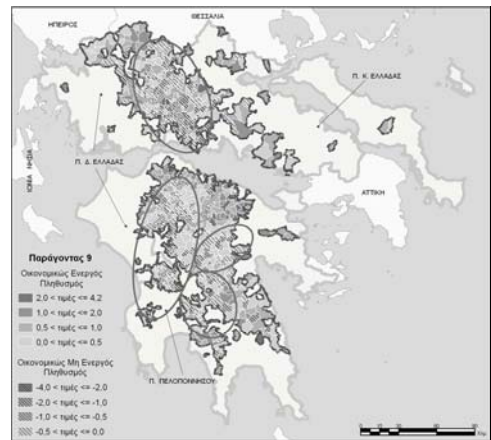 ΗΠΕΙΡΟΣ
ΘΕΣΣΑΛΙΑ
Π. Κ. ΕΛΛΑΔΑΣ
ΙΟΝΙΑ ΝΗΣΙΑ
Π. Δ. ΕΛΛΑΔΑΣ
ΑΤΤΙΚΗ
Παράγοντας 9
Οικονομικώς Ενεργός
Πληθυσμός
2,0 < τιμές <= 4,2
1,0 < τιμές <= 2,0
0,5 < τιμές <= 1,0
0,0 < τιμές <= 0,5
Π. ΠΕΛΟΠΟΝΝΗΣΟΥ
Οικονομικώς Μη Ενεργός
Πληθυσμός
-4,0 < τιμές <= -2,0
-2,0 < τιμές <= -1,0
-1,0 < τιμές <= -0,5
-0,5 < τιμές <= 0,0